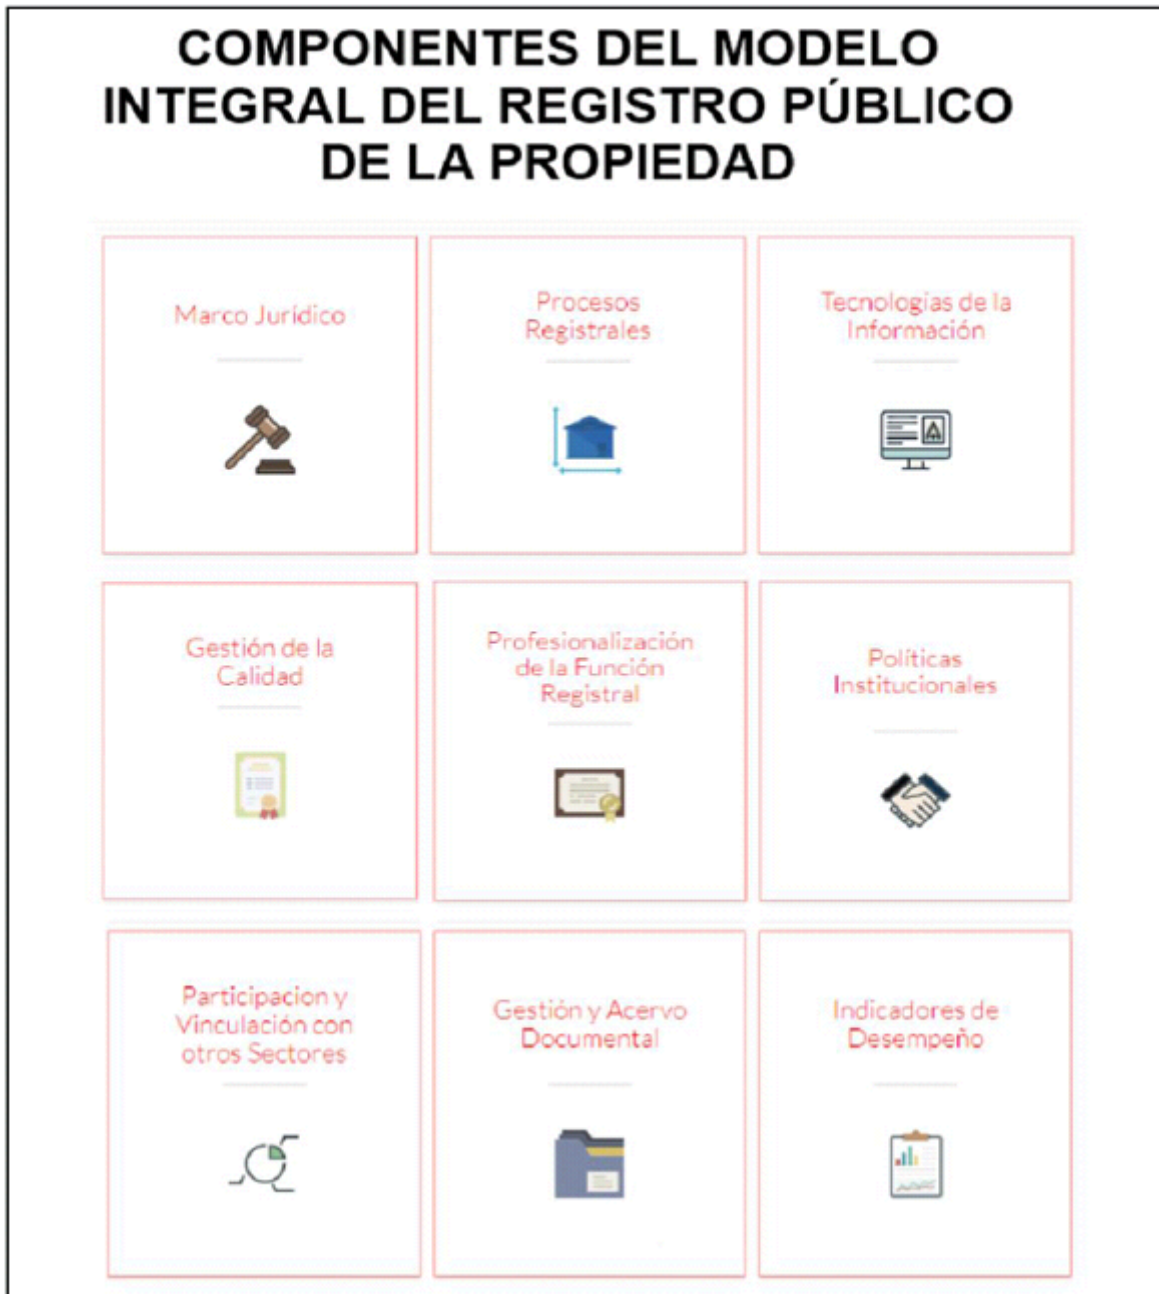 COMPONENTES DEL MODELO
INTEGRAL DEL REGISTRO PÚBLICO
DE LA PROPIEDAD
Marco Jurídico
Procesos
Registrales
Tecnologías de la
Información
Gestión de la
Calidad
Profesionalización
de la Función
Registral
Políticas
Institucionales
Participacion y
Vinculación con
otros Sectores
Gestión y Acervo
Documental
Indicadores de
Desempeño